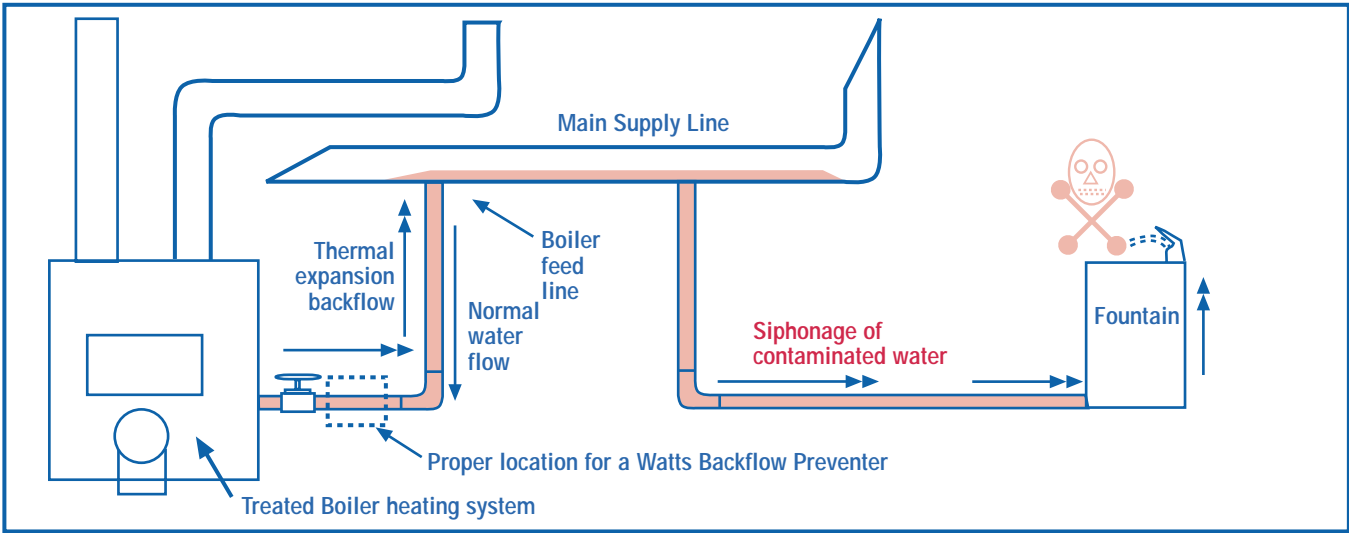 Main Supply Line
Thermal
expansion
backflow
Boiler
feed
line
Normal
water
flow
Siphonage of
contaminated water
Fountain
Proper location for a Watts Backflow Preventer
Treated Boiler heating system